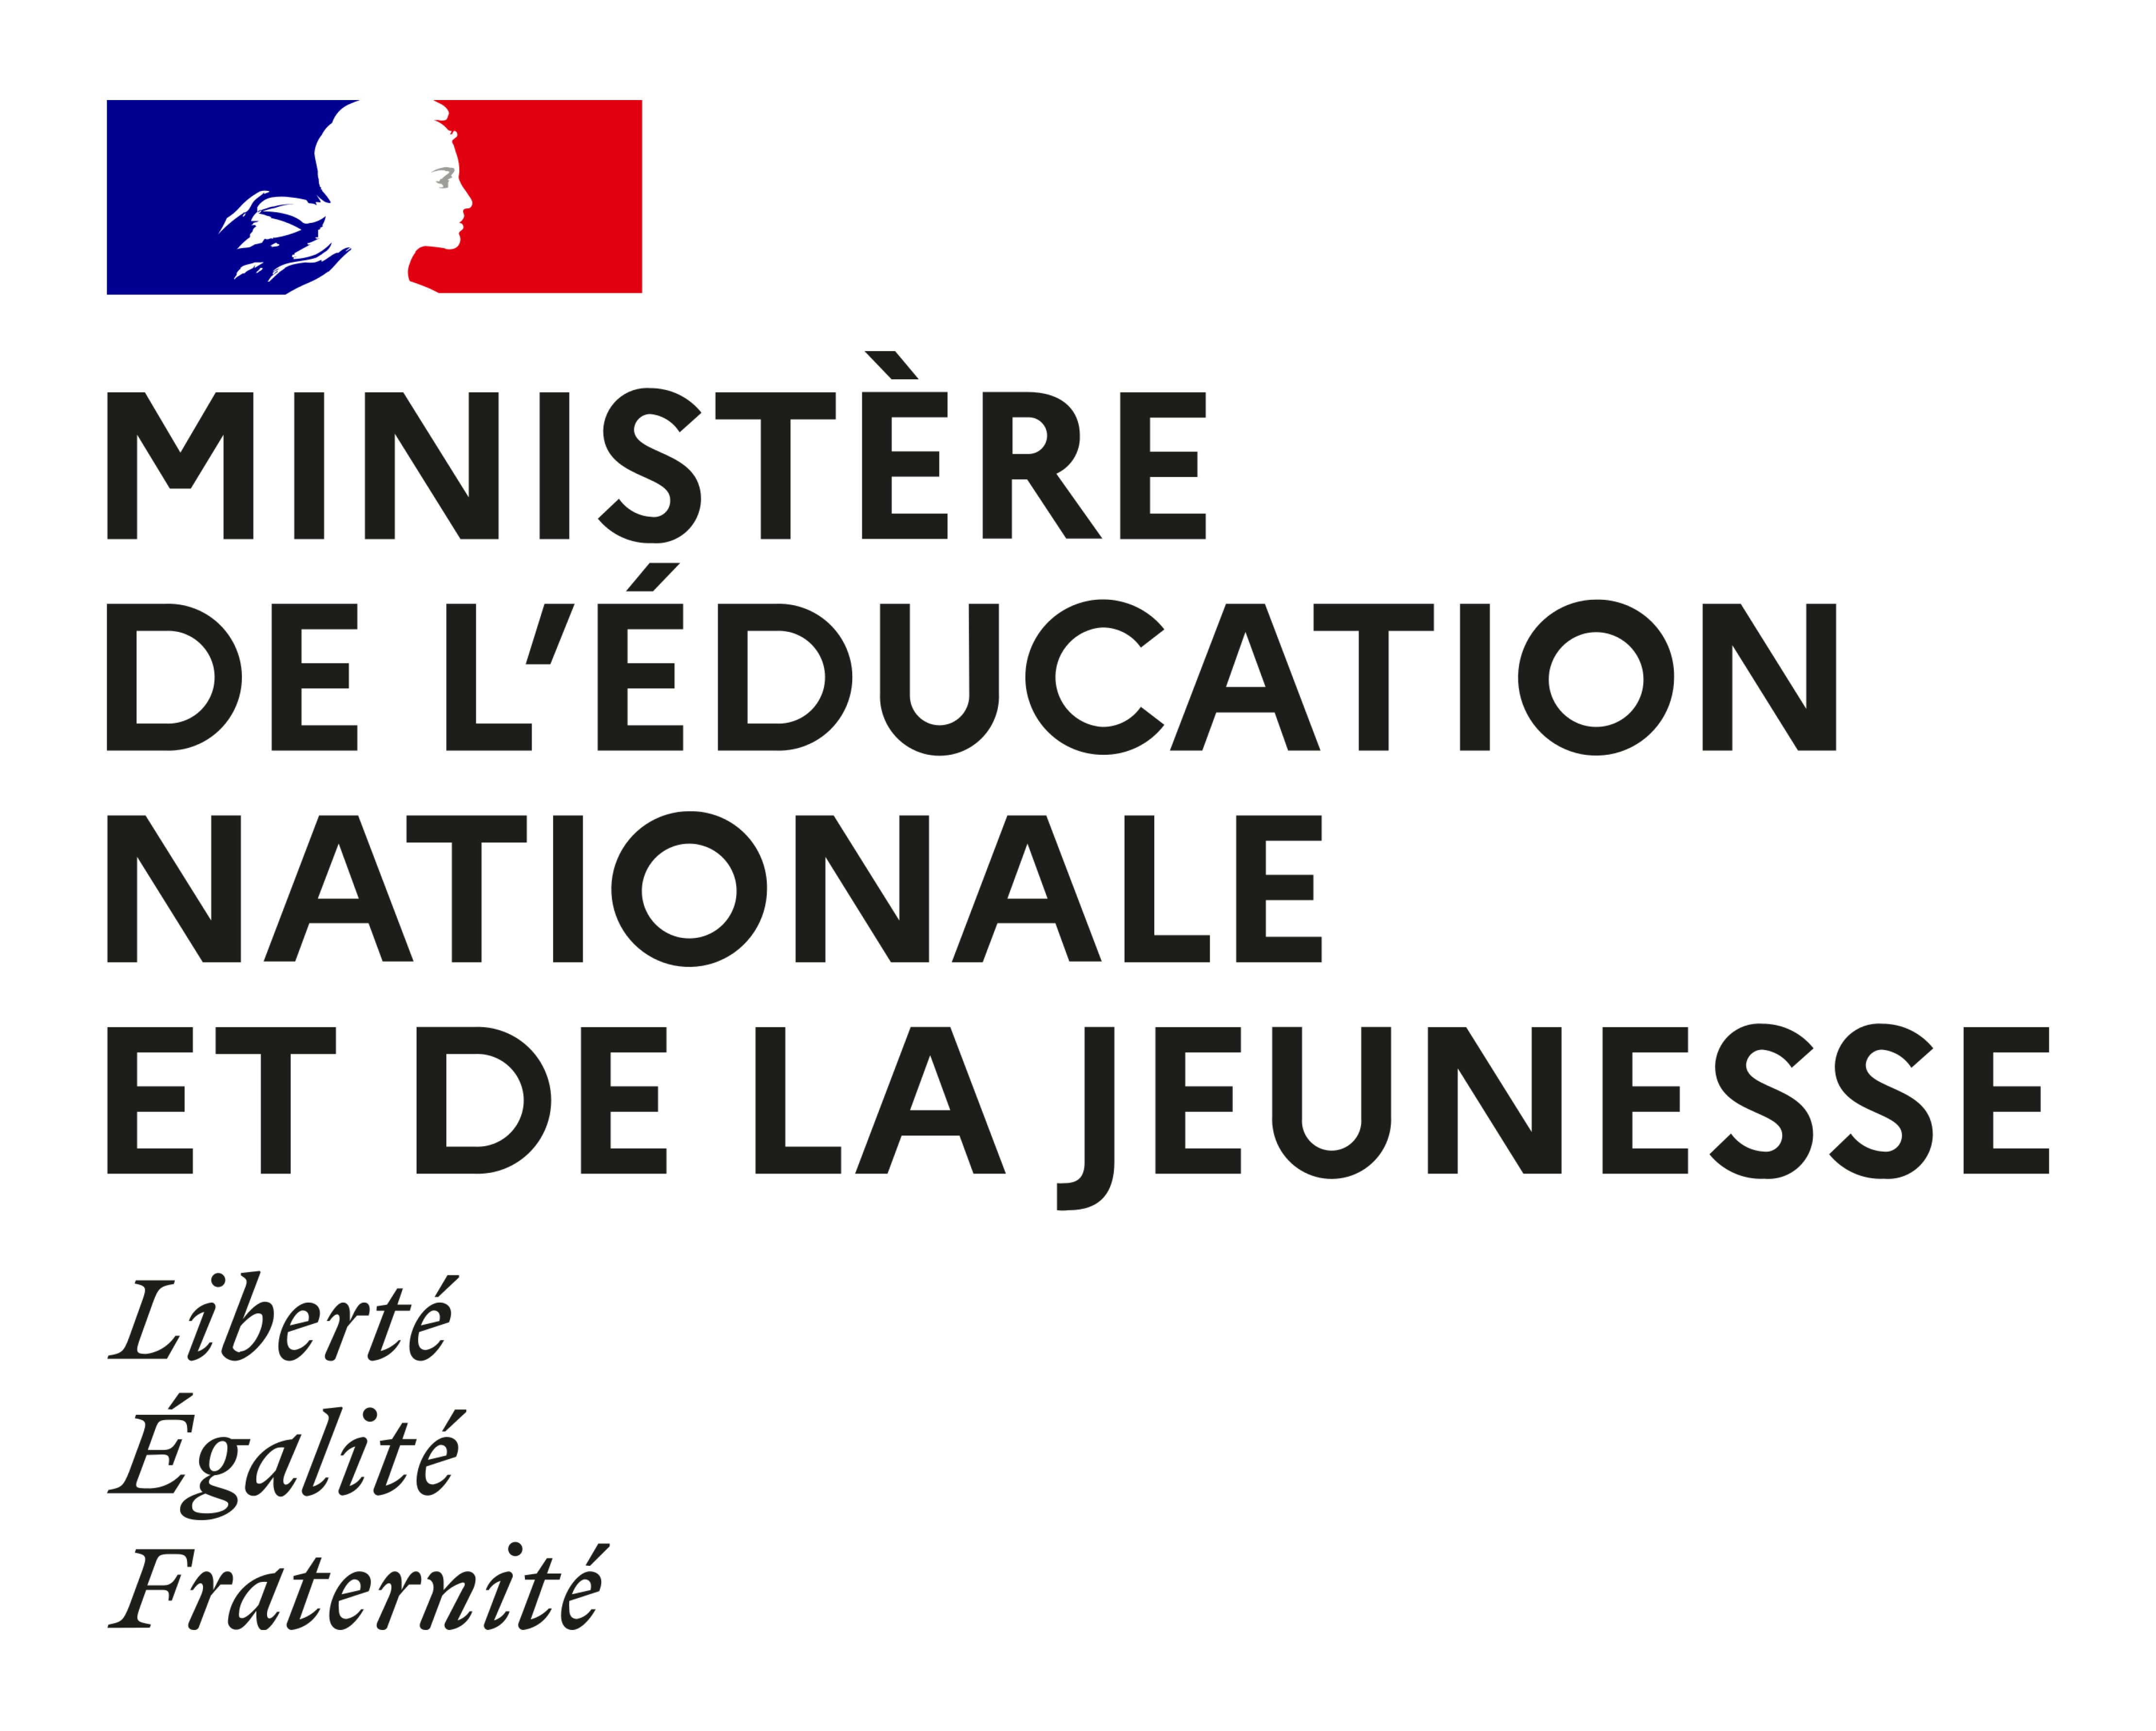 MINISTÈRE
DE L’ÉDUCATION
NATIONALE
ET DE LA JEUNESSE
Liberté
Égalité
Fraternité